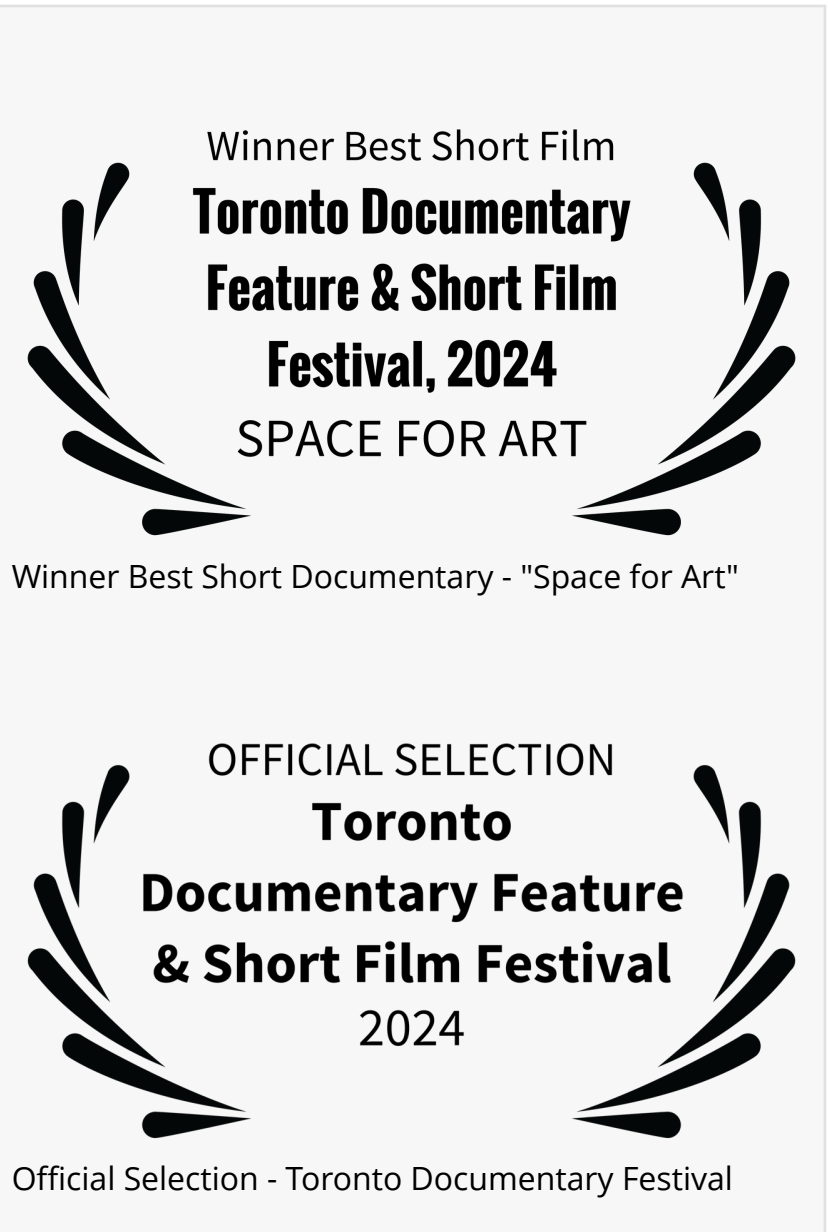 Winner Best Short Film
Toronto Documentary
Feature & Short Film
Festival, 2024
SPACE FOR ART
Winner Best Short Documentary - "Space for Art"
OFFICIAL SELECTION
Toronto
Documentary Feature
& Short Film Festival
2024
Official Selection - Toronto Documentary Festival